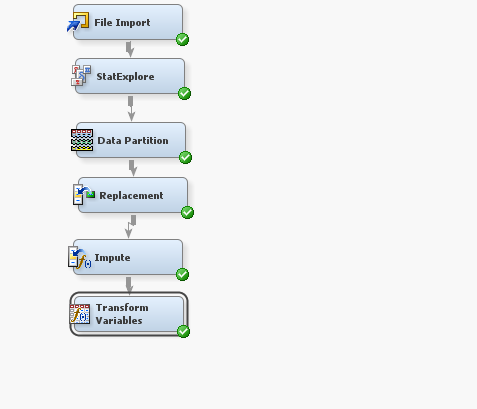 File Import
StatExplore
Data Partition
Replacement
Impute
Transform
Variables